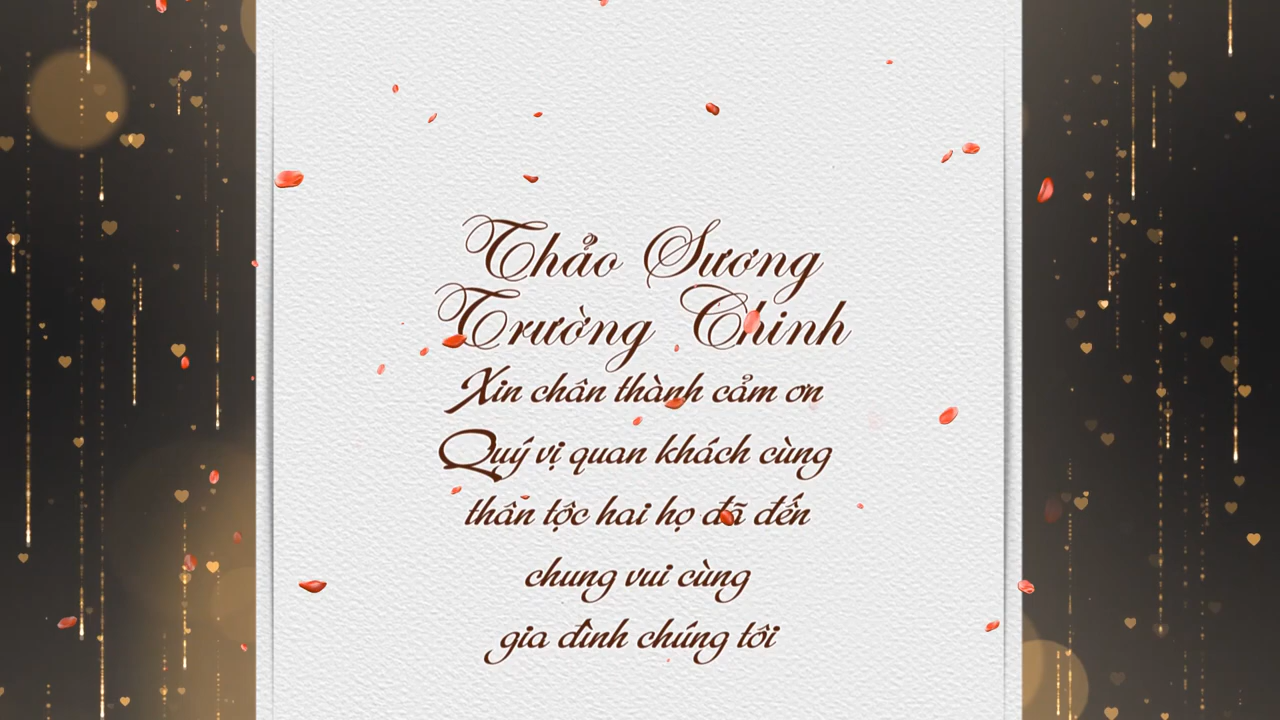 Thảo Sương
Trường Chinh
Xin chân thành cảm ơn
Quý vị quan khách cùng
thân tộc hai họ đã đến
chung vui cùng
gia đình chúng tôi